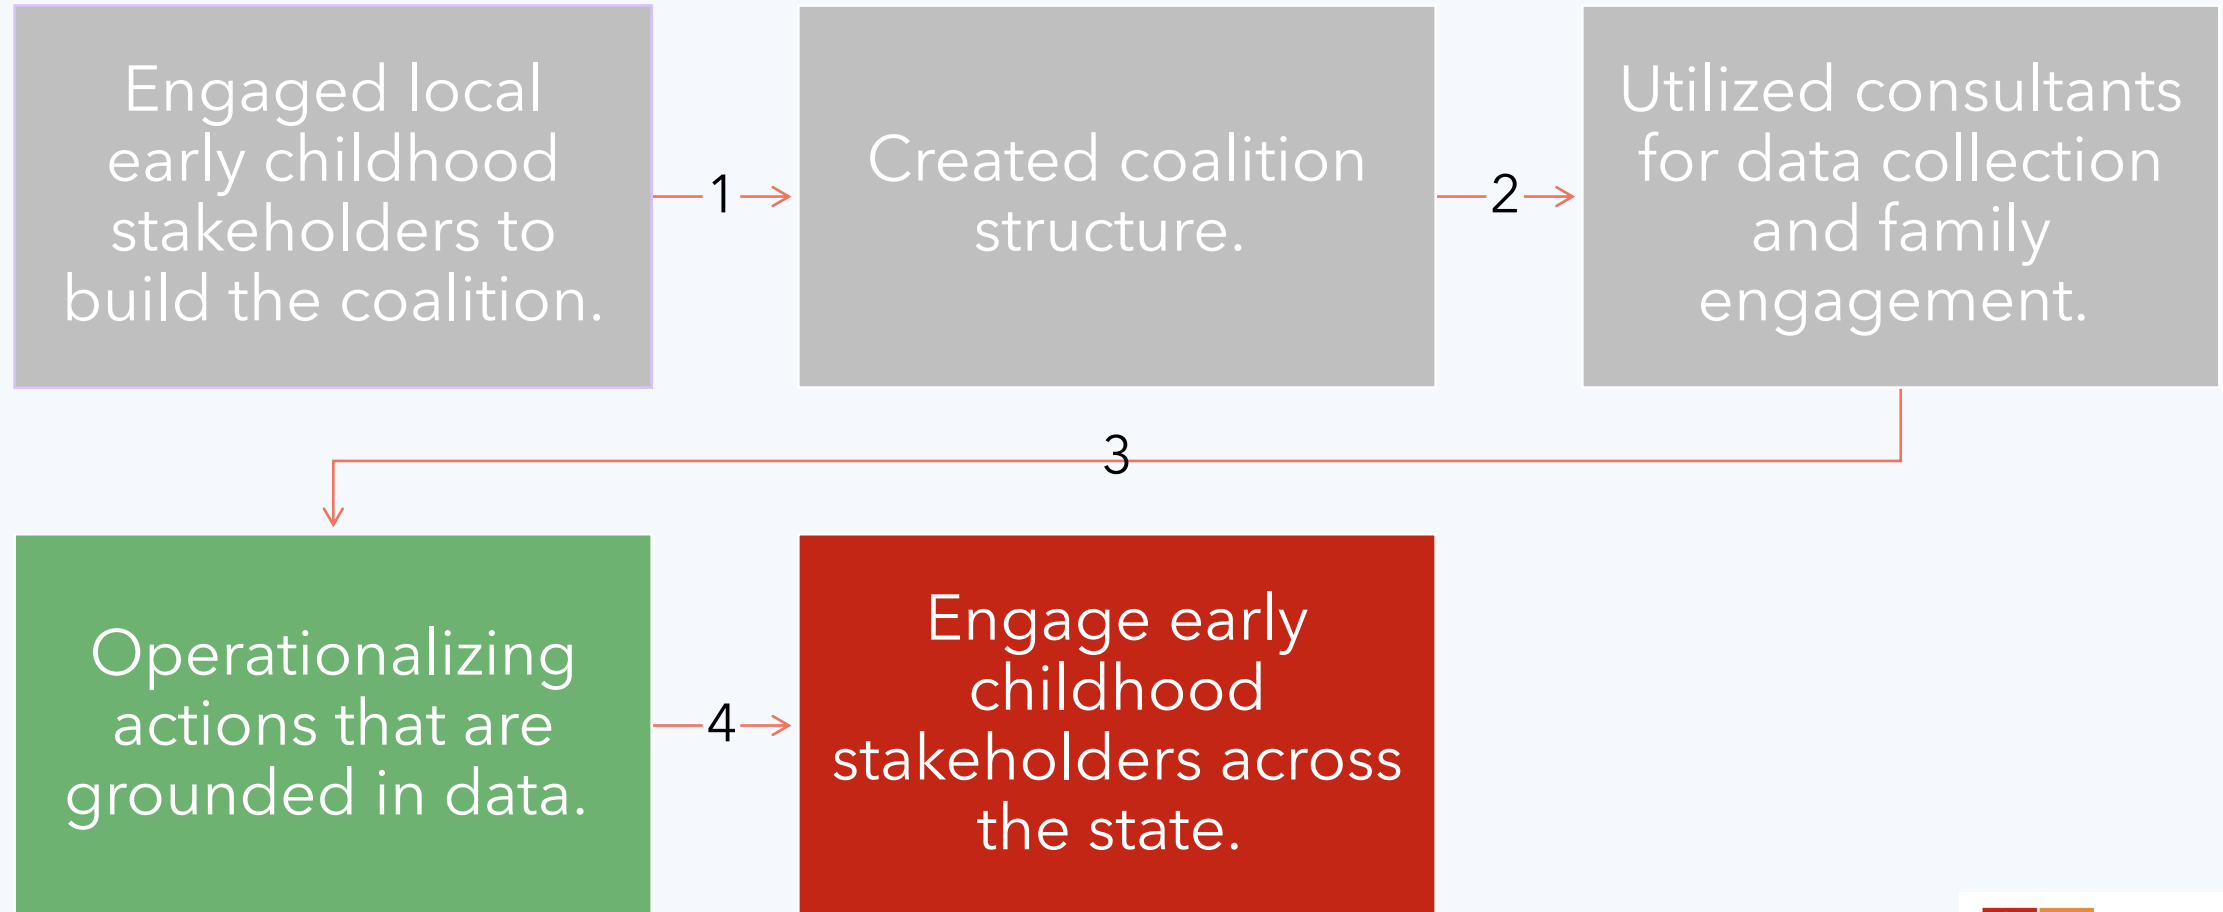 Engaged local
early childhood
stakeholders to
build the coalition.
1
Created coalition
structure.
2
Utilized consultants
for data collection
and family
engagement.
3
Operationalizing
actions that are
grounded in data.
4
Engage early
childhood
stakeholders across
the state.